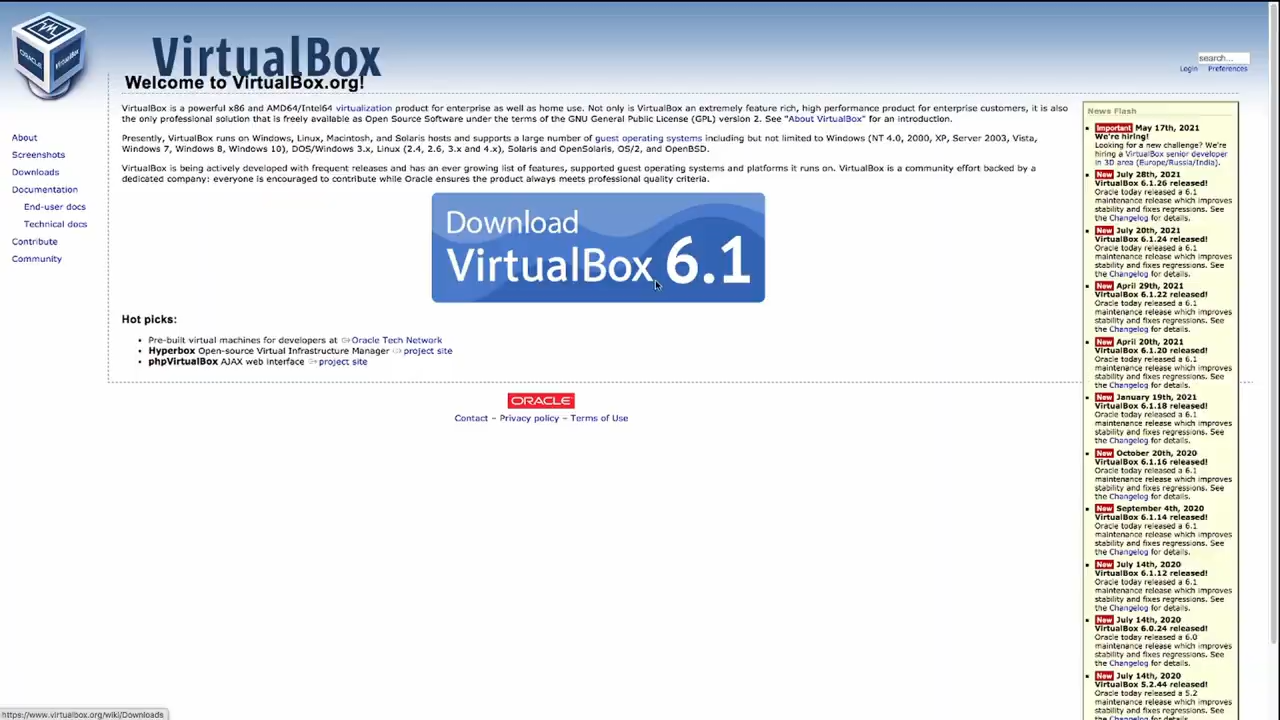 VirtualBox
search...
Login Preferences
Welcome to VirtualBox.org!
VirtualBox is a powerful x86 and AMD64/Intel64 virtualization product for enterprise as well as home use. Not only is VirtualBox an extremely feature rich, high performance product for enterprise customers, it is also
the only professional solution that is freely available as Open Source Software under the terms of the GNU General Public License (GPL) version 2. See "About VirtualBox" for an introduction.
Presently, VirtualBox runs on Windows, Linux, Macintosh, and Solaris hosts and supports a large number of guest operating systems including but not limited to Windows (NT 4.0, 2000, XP, Server 2003, Vista,
Windows 7, Windows 8, Windows 10), DOS/Windows 3.x, Linux (2.4, 2.6, 3.x and 4.x), Solaris and OpenSolaris, OS/2, and OpenBSD.
VirtualBox is being actively developed with frequent releases and has an ever growing list of features, supported guest operating systems and platforms it runs on. VirtualBox is a community effort backed by a
dedicated company: everyone is encouraged to contribute while Oracle ensures the product always meets professional quality criteria.
About
Screenshots
Downloads
Documentation
End-user docs
Technical docs
Contribute
Community
Download
VirtualBox 6.1
Hot picks:
Pre-built virtual machines for developers at Oracle Tech Network
Hyperbox Open-source Virtual Infrastructure Manager project site
phpVirtualBox AJAX web interface project site
ORACLE
Contact – Privacy policy – Terms of Use
News Flash
Important May 17th, 2021
We're hiring!
Looking for a new challenge? We're
hiring a VirtualBox senior developer
in 3D area (Europe/Russia/India).
New July 28th, 2021
VirtualBox 6.1.26 released!
Oracle today released a 6.1
maintenance release which improves
stability and fixes regressions. See
the Changelog for details.
New July 20th, 2021
VirtualBox 6.1.24 released!
Oracle today released a 6.1
maintenance release which improves
stability and fixes regressions. See
the Changelog for details.
New April 29th, 2021
VirtualBox 6.1.22 released!
Oracle today released a 6.1
maintenance release which improves
stability and fixes regressions. See
the Changelog for details.
New April 20th, 2021
VirtualBox 6.1.20 released!
Oracle today released a 6.1
maintenance release which improves
stability and fixes regressions. See
the Changelog for details.
New January 19th, 2021
VirtualBox 6.1.18 released!
Oracle today released a 6.1
maintenance release which improves
stability and fixes regressions. See
the Changelog for details.
New October 20th, 2020
VirtualBox 6.1.16 released!
Oracle today released a 6.1
maintenance release which improves
stability and fixes regressions. See
the Changelog for details.
New September 4th, 2020
VirtualBox 6.1.14 released!
Oracle today released a 6.1
maintenance release which improves
stability and fixes regressions. See
the Changelog for details.
New July 14th, 2020
VirtualBox 6.1.12 released!
Oracle today released a 6.1
maintenance release which improves
stability and fixes regressions. See
the Changelog for details.
New July 14th, 2020
VirtualBox 6.0.24 released!
Oracle today released a 6.0
maintenance release which improves
stability and fixes regressions. See
the Changelog for details.
New July 14th, 2020
VirtualBox 5.2.44 released!
Oracle today released a 5.2
maintenance release which improves
https://www.virtualbox.org/wiki/Downloads